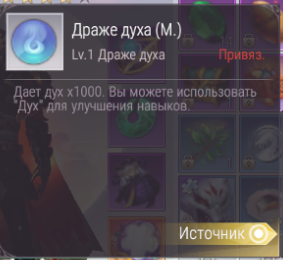 Драже духа (М.)
Lv.1 Драже духа Привяз.
Дает дух x1000. Вы можете использовать
"Дух" для улучшения навыков.
Источник